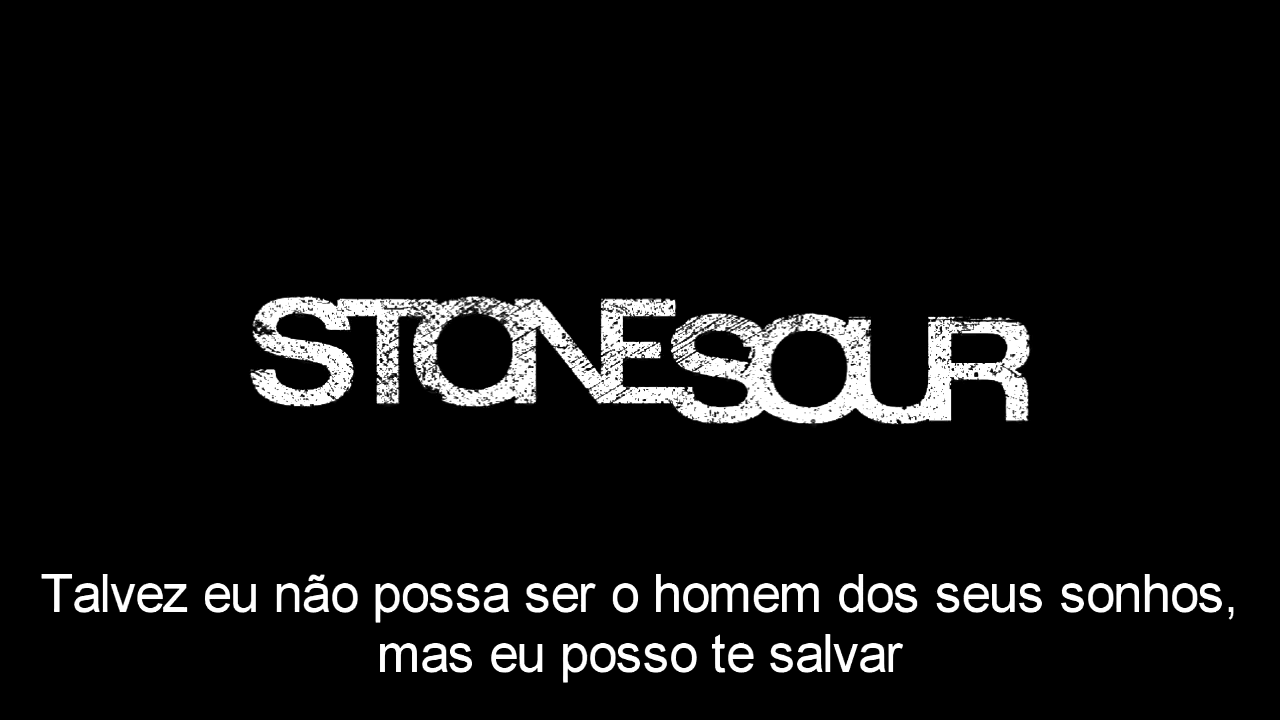 STONESOUR
Talvez eu não possa ser o homem dos seus sonhos,
mas eu posso te salvar